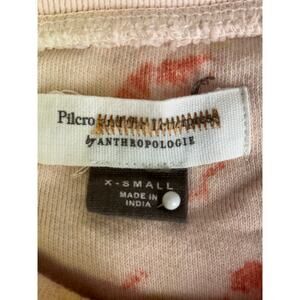 Pilcro
by ANTHROPOLOGIE
X-SMALL
MADE IN
INDIA